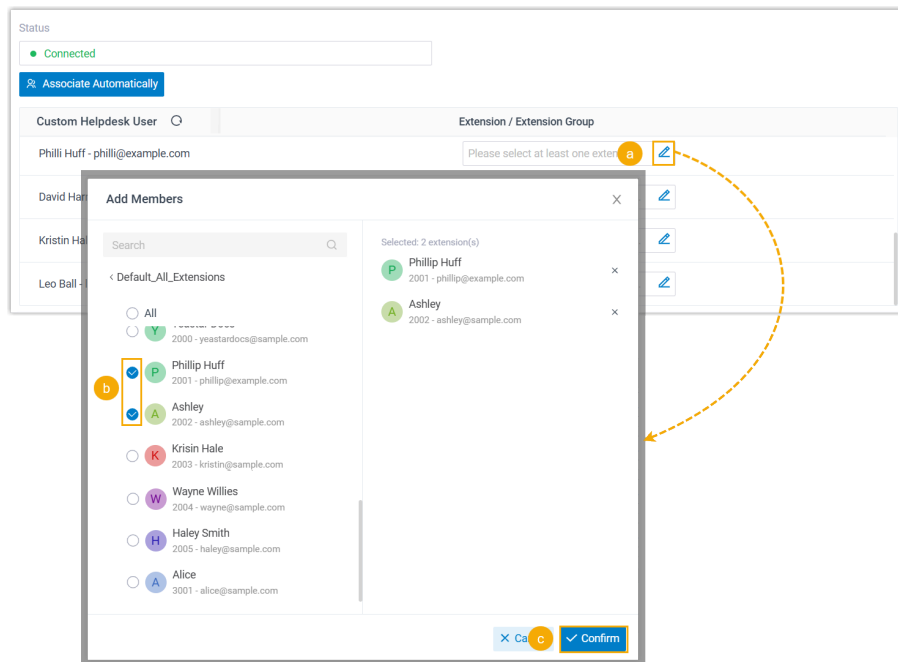 Status
Connected
Associate Automatically
Custom Helpdesk User Extension / Extension Group
Philli Huff - philli@example.com Please select at least one exten a
David Har
Add Members
Kristin Hal
Search Selected: 2 extension(s)
Phillip Huff
2001 - phillip@example.com
< Default_All_Extensions
Leo Ball -
Ashley
2002 - ashley@sample.com
All
2000 - yeastardocs@sample.com
b
Phillip Huff
2001 - phillip@example.com
Ashley
2002 - ashley@sample.com
Krisin Hale
2003 - kristin@sample.com
Wayne Willies
2004 - wayne@sample.com
Haley Smith
2005 - haley@sample.com
Alice
3001 - alice@sample.com
Ca c Confirm